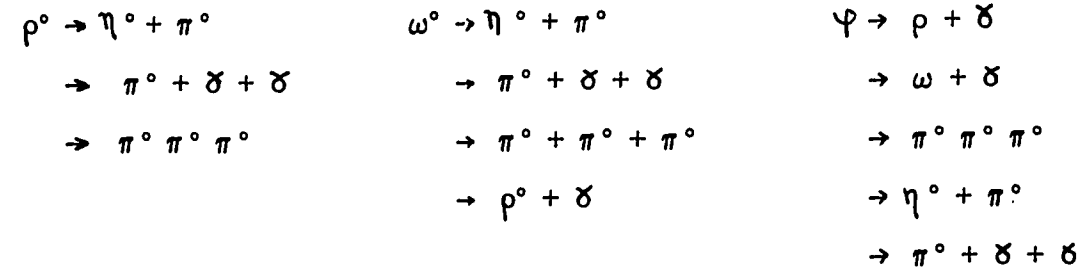 ρ° → η° + π° ω° → η° + π° φ → ρ + γ
→ π° + γ + γ → π° + γ + γ → ω + γ
→ π° π° π° → π° + π° + π° → π° π° π°
→ ρ° + γ → η° + π°
→ π° + γ + γ